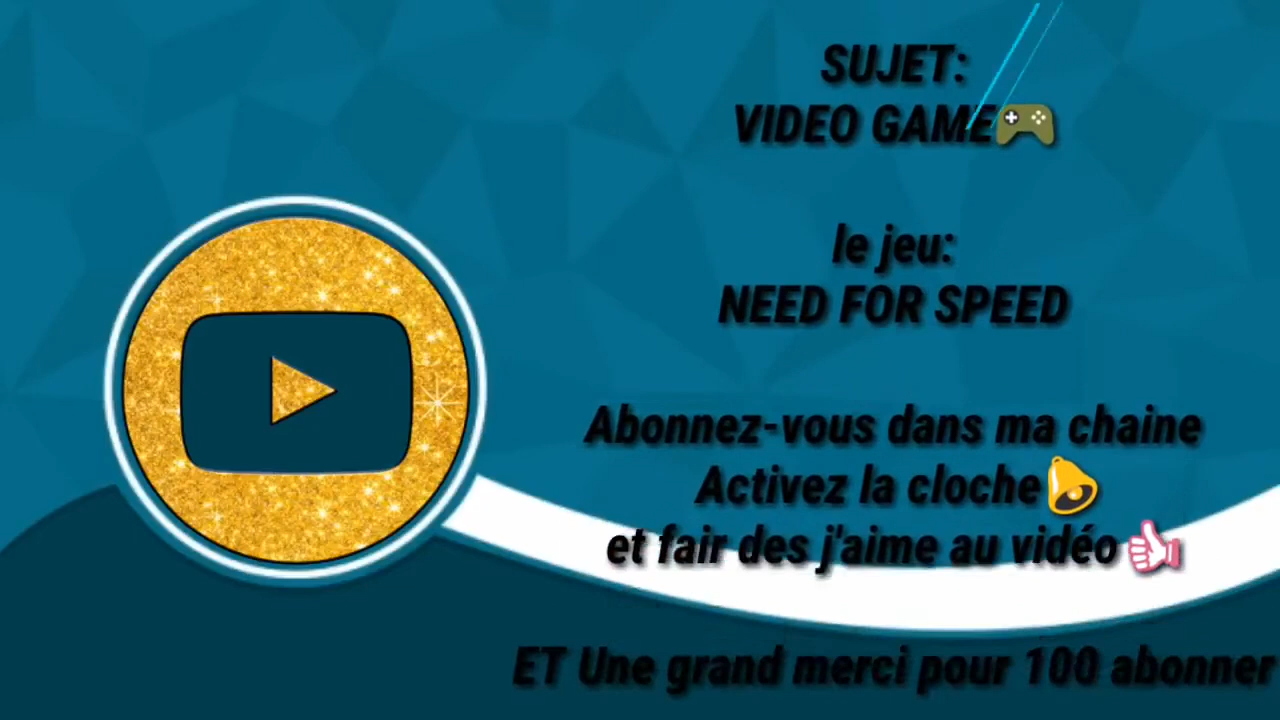 SUJET:
VIDEO GAME🎮
le jeu:
NEED FOR SPEED
Abonnez-vous dans ma chaine
Activez la cloche🔔
et fair des j'aime au vidéo👍
ET Une grand merci pour 100 abonner